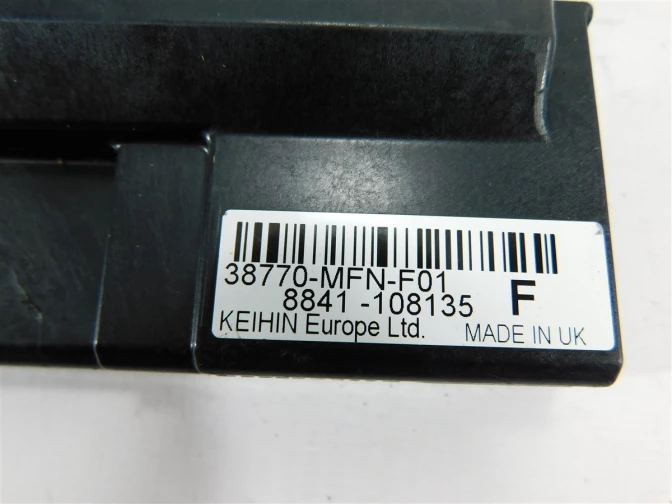 38770-MFN-F01
8841 -108135 F
KEIHIN Europe Ltd. MADE IN UK